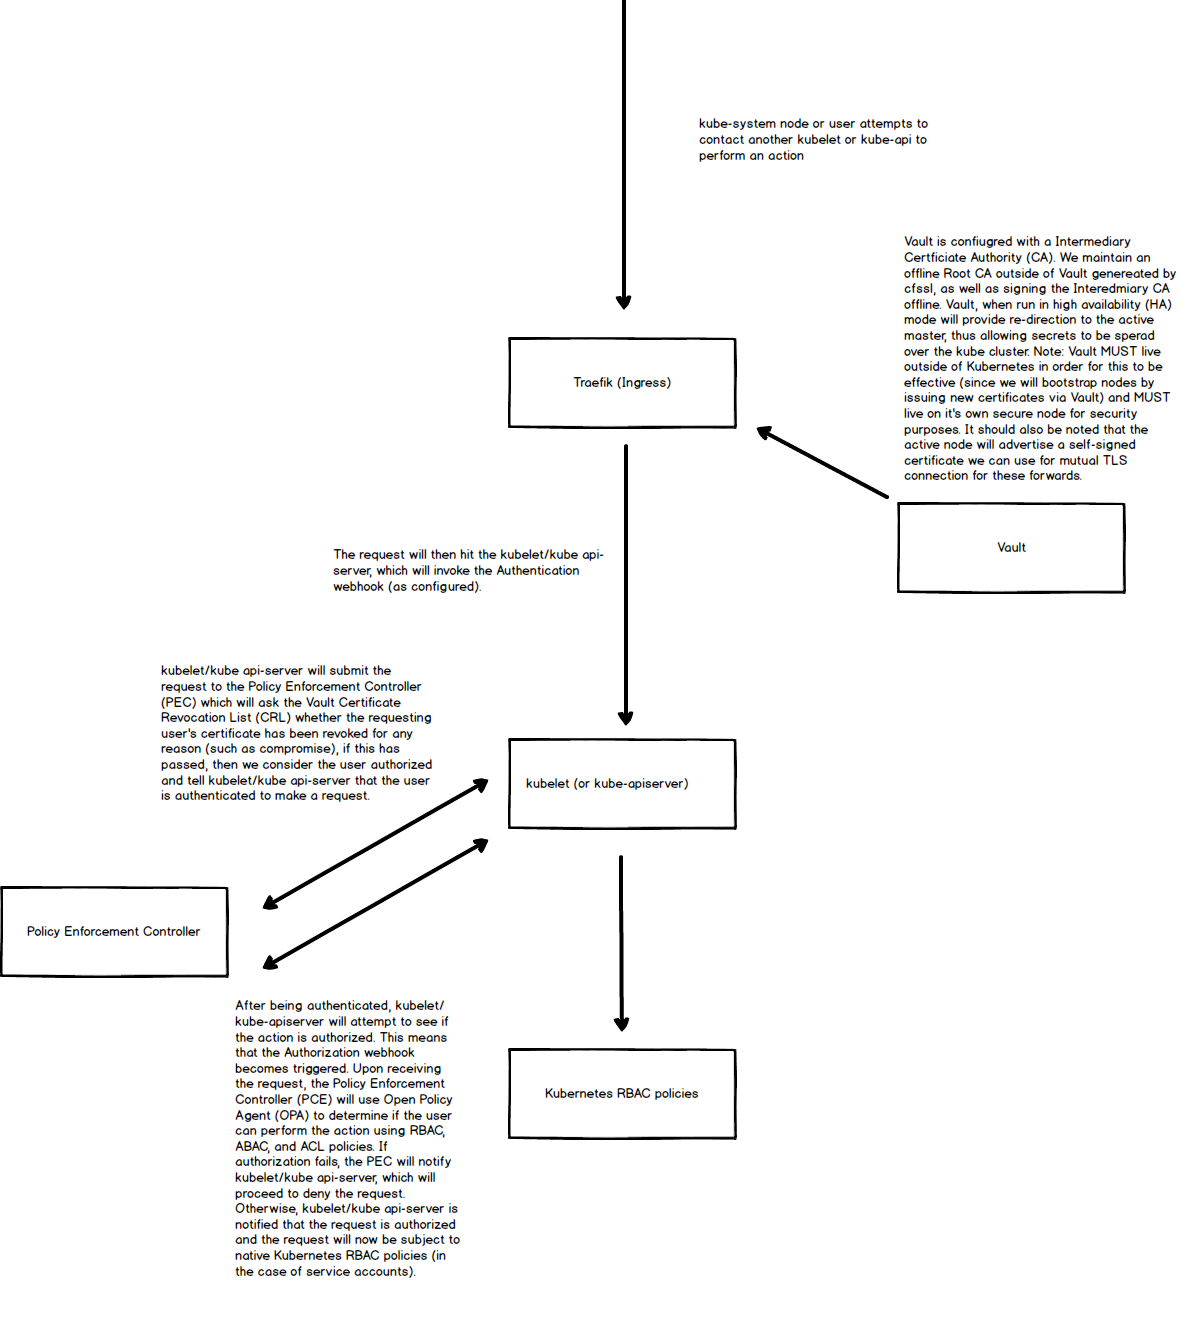 kube-system node or user attempts to
contact another kubelet or kube-api to
perform an action
Vault is confiugred with a Intermediary
Certficiate Authority (CA). We maintain an
offline Root CA outside of Vault genereated by
cfssl, as well as signing the Interedmiary CA
offline. Vault, when run in high availability (HA)
mode will provide re-direction to the active
master, thus allowing secrets to be sperad
over the kube cluster. Note: Vault MUST live
outside of Kubernetes in order for this to be
effective (since we will bootstrap nodes by
issuing new certificates via Vault) and MUST
live on it's own secure node for security
purposes. It should also be noted that the
active node will advertise a self-signed
certificate we can use for mutual TLS
connection for these forwards.
Traefik (Ingress)
Vault
The request will then hit the kubelet/kube api-
server, which will invoke the Authentication
webhook (as configured).
kubelet/kube api-server will submit the
request to the Policy Enforcement Controller
(PEC) which will ask the Vault Certificate
Revocation List (CRL) whether the requesting
user's certificate has been revoked for any
reason (such as compromise), if this has
passed, then we consider the user authorized
and tell kubelet/kube api-server that the user
is authenticated to make a request.
kubelet (or kube-apiserver)
Policy Enforcement Controller
After being authenticated, kubelet/
kube-apiserver will attempt to see if
the action is authorized. This means
that the Authorization webhook
becomes triggered. Upon receiving
the request, the Policy Enforcement
Controller (PCE) will use Open Policy
Agent (OPA) to determine if the user
can perform the action using RBAC,
ABAC, and ACL policies. If
authorization fails, the PEC will notify
kubelet/kube api-server, which will
proceed to deny the request.
Otherwise, kubelet/kube api-server is
notified that the request is authorized
and the request will now be subject to
native Kubernetes RBAC policies (in
the case of service accounts).
Kubernetes RBAC policies